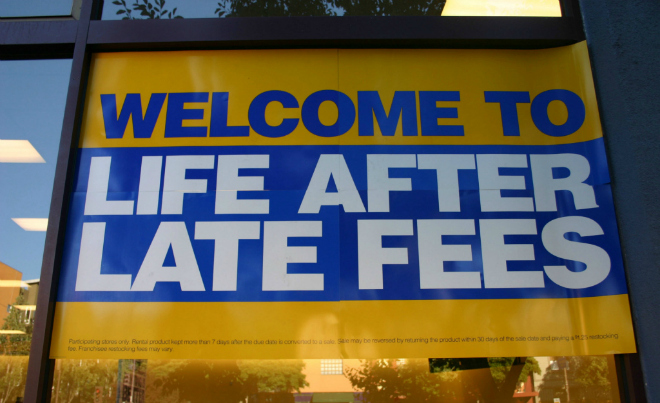 WELCOME TO
LIFE AFTER
LATE FEES
Participating stores only. Rental product kept more than 7 days after the due date is converted to a sale. Sale may be reversed by returning the product within 30 days of the sale date and paying a restocking
fee. Franchisee restocking fees may vary.